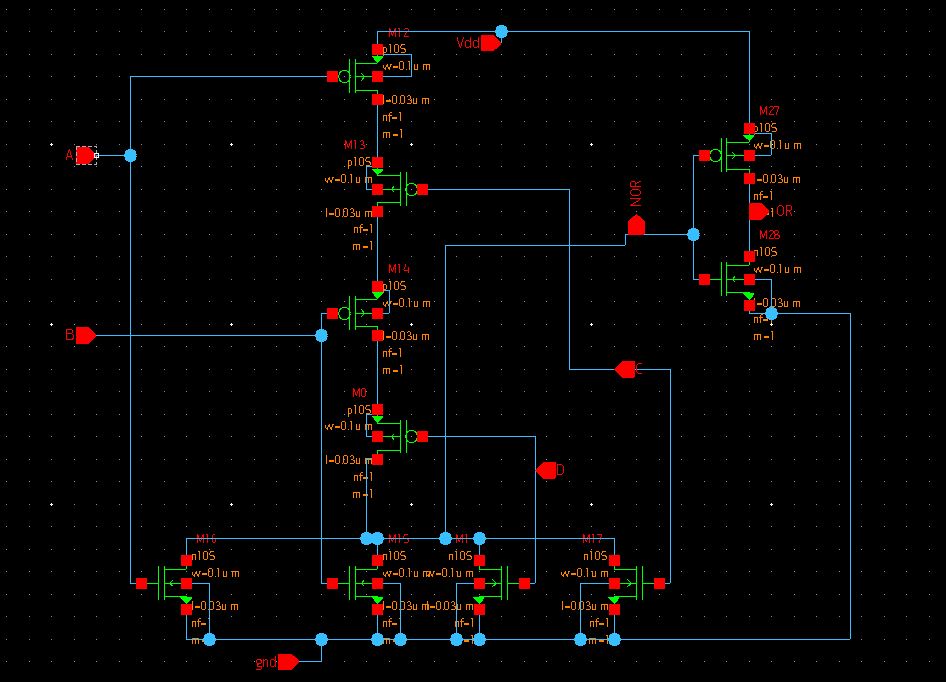 M12
p10S
w=0.1u m
l=0.03u m
nf=1
m=1
Vdd
M27
p10S
w=0.1u m
l=0.03u m
nf=1
OR
A
M13
p10S
w=0.1u m
l=0.03u m
nf=1
m=1
NOR
M28
n10S
w=0.1u m
l=0.03u m
nf=1
m=1
M14
p10S
w=0.1u m
l=0.03u m
nf=1
m=1
B
C
M0
p10S
w=0.1u m
l=0.03u m
nf=1
m=1
D
M16
n10S
w=0.1u m
l=0.03u m
nf=
M15
n10S
w=0.1u m
l=0.03u m
nf=1
m=1
M1
n10S
w=0.1u m
l=0.03u m
nf=1
m=1
M17
n10S
w=0.1u m
l=0.03u m
nf=1
m=1
gnd